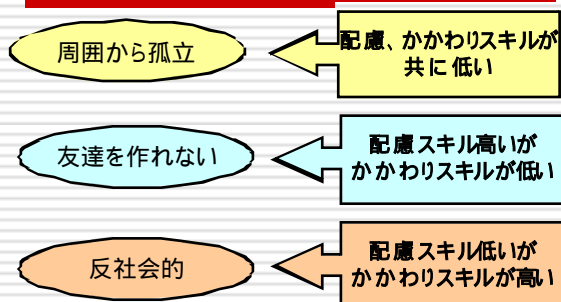 周囲から孤立
配慮、かかわりスキルが
共に低い
友達を作れない
配慮スキル高いが
かかわりスキルが低い
反社会的
配慮スキル低いが
かかわりスキルが高い